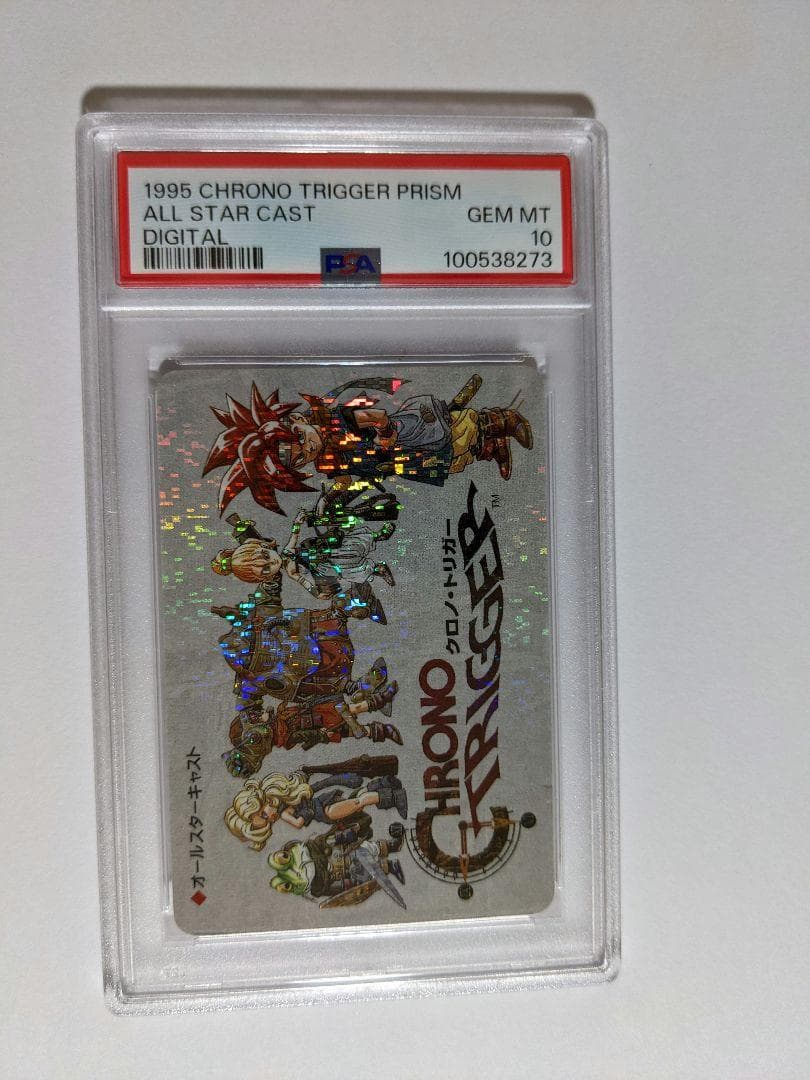 1995 CHRONO TRIGGER PRISM
ALL STAR CAST GEM MT
DIGITAL 10
PSA 100538273
◆オールスターキャスト
CHRONO クロノ・トリガー
TRIGGER™